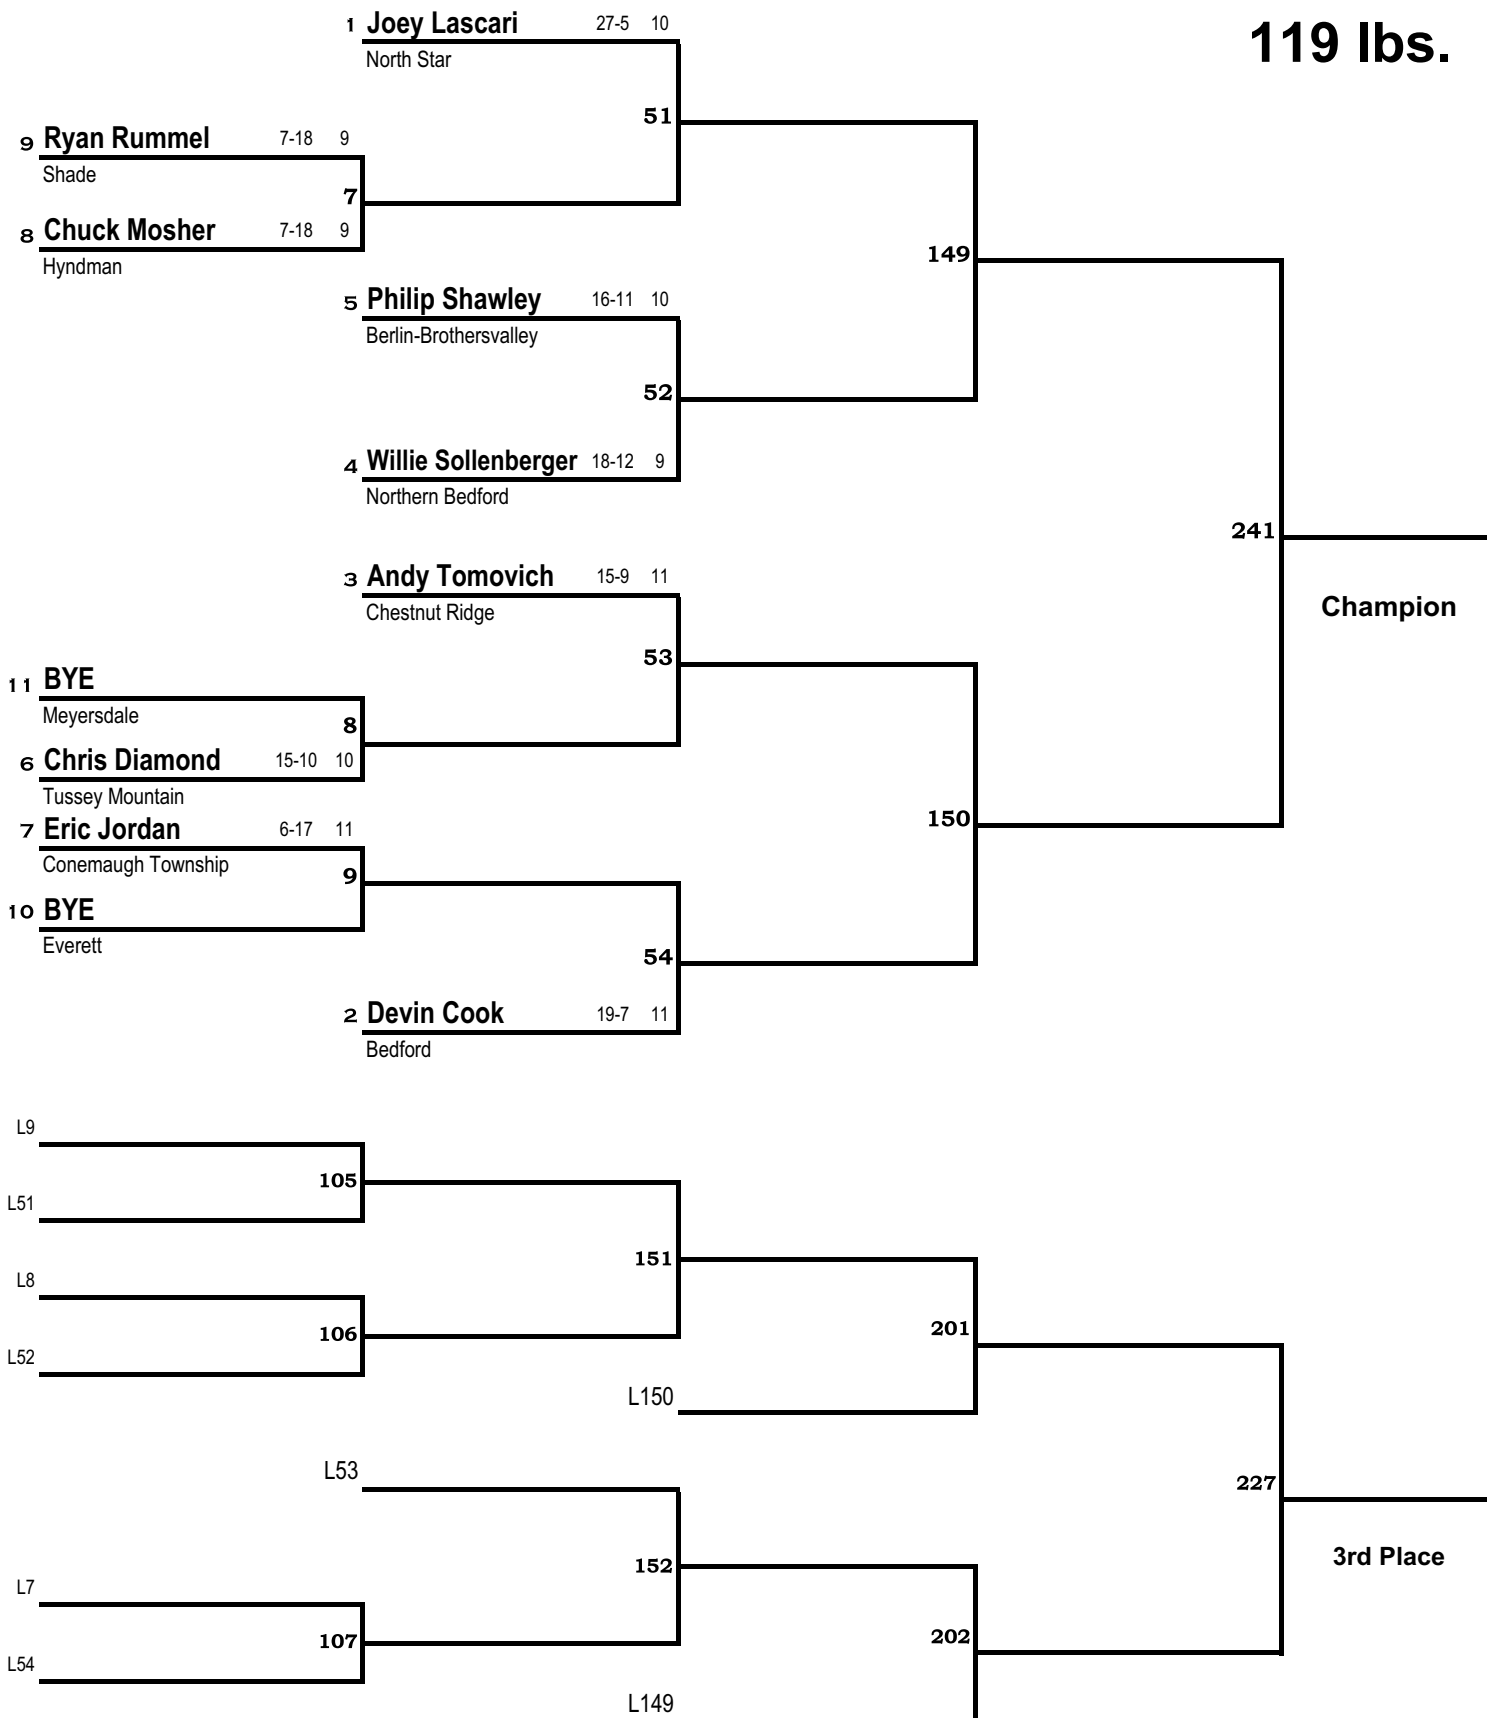 1 Joey Lascari 27-5 10
119 lbs.
North Star
51
9 Ryan Rummel 7-18 9
Shade
7
8 Chuck Mosher 7-18 9
Hyndman
149
5 Philip Shawley 16-11 10
Berlin-Brothersvalley
52
4 Willie Sollenberger 18-12 9
Northern Bedford
241
3 Andy Tomovich 15-9 11
Chestnut Ridge
Champion
53
11 BYE
Meyersdale
8
6 Chris Diamond 15-10 10
Tussey Mountain
7 Eric Jordan 6-17 11
150
Conemaugh Township
9
10 BYE
Everett
54
2 Devin Cook 19-7 11
Bedford
L9
105
L51
151
L8
201
106
L52
L150
L53
227
3rd Place
152
L7
202
107
L54
L149